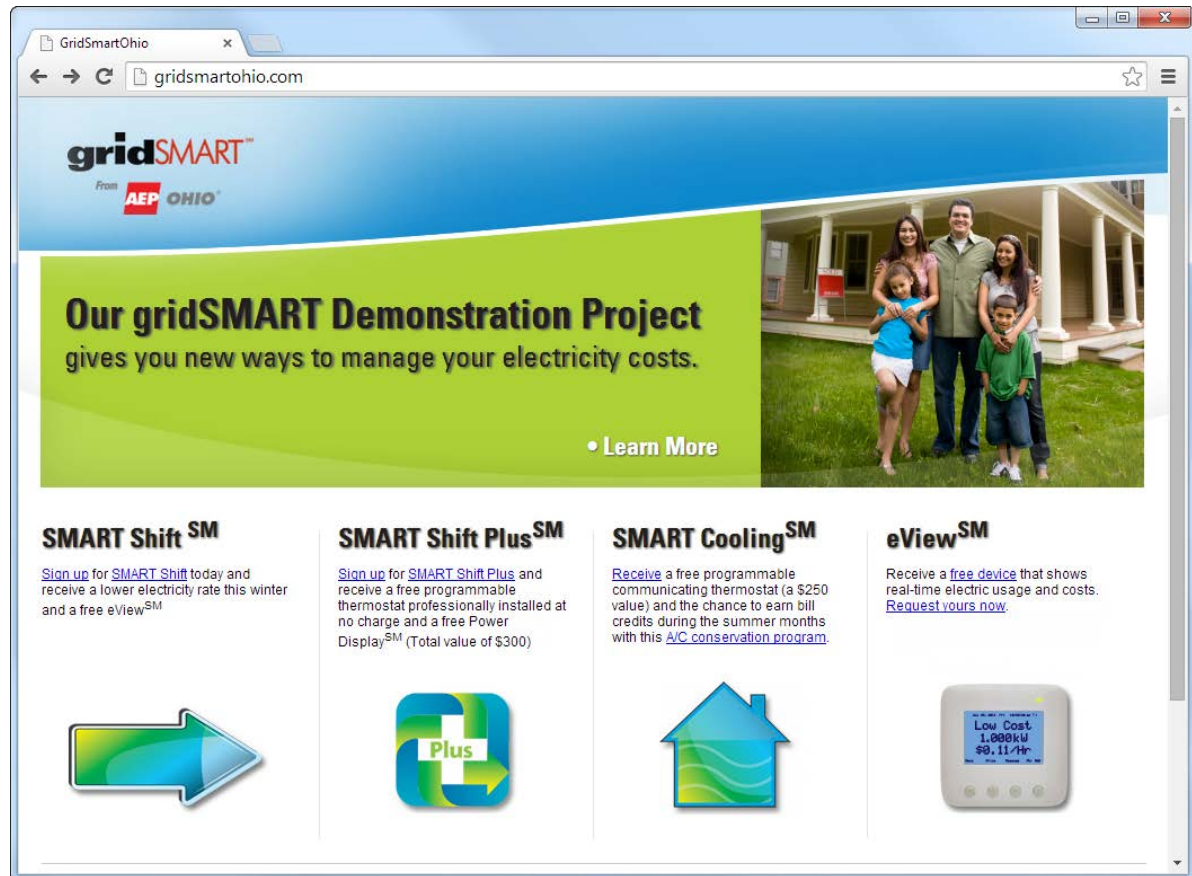 GridSmartOhio
gridsmartohio.com
gridSMART℠
From AEP OHIO®
Our gridSMART Demonstration Project
gives you new ways to manage your electricity costs.
• Learn More
SMART Shift SM
Sign up for SMART Shift today and
receive a lower electricity rate this winter
and a free eViewSM
SMART Shift PlusSM
Sign up for SMART Shift Plus and
receive a free programmable
thermostat professionally installed at
no charge and a free Power
DisplaySM (Total value of $300)
Plus
SMART CoolingSM
Receive a free programmable
communicating thermostat (a $250
value) and the chance to earn bill
credits during the summer months
with this A/C conservation program.
eViewSM
Receive a free device that shows
real-time electric usage and costs.
Request yours now.
Low Cost
1.000kW
$0.11/Hr